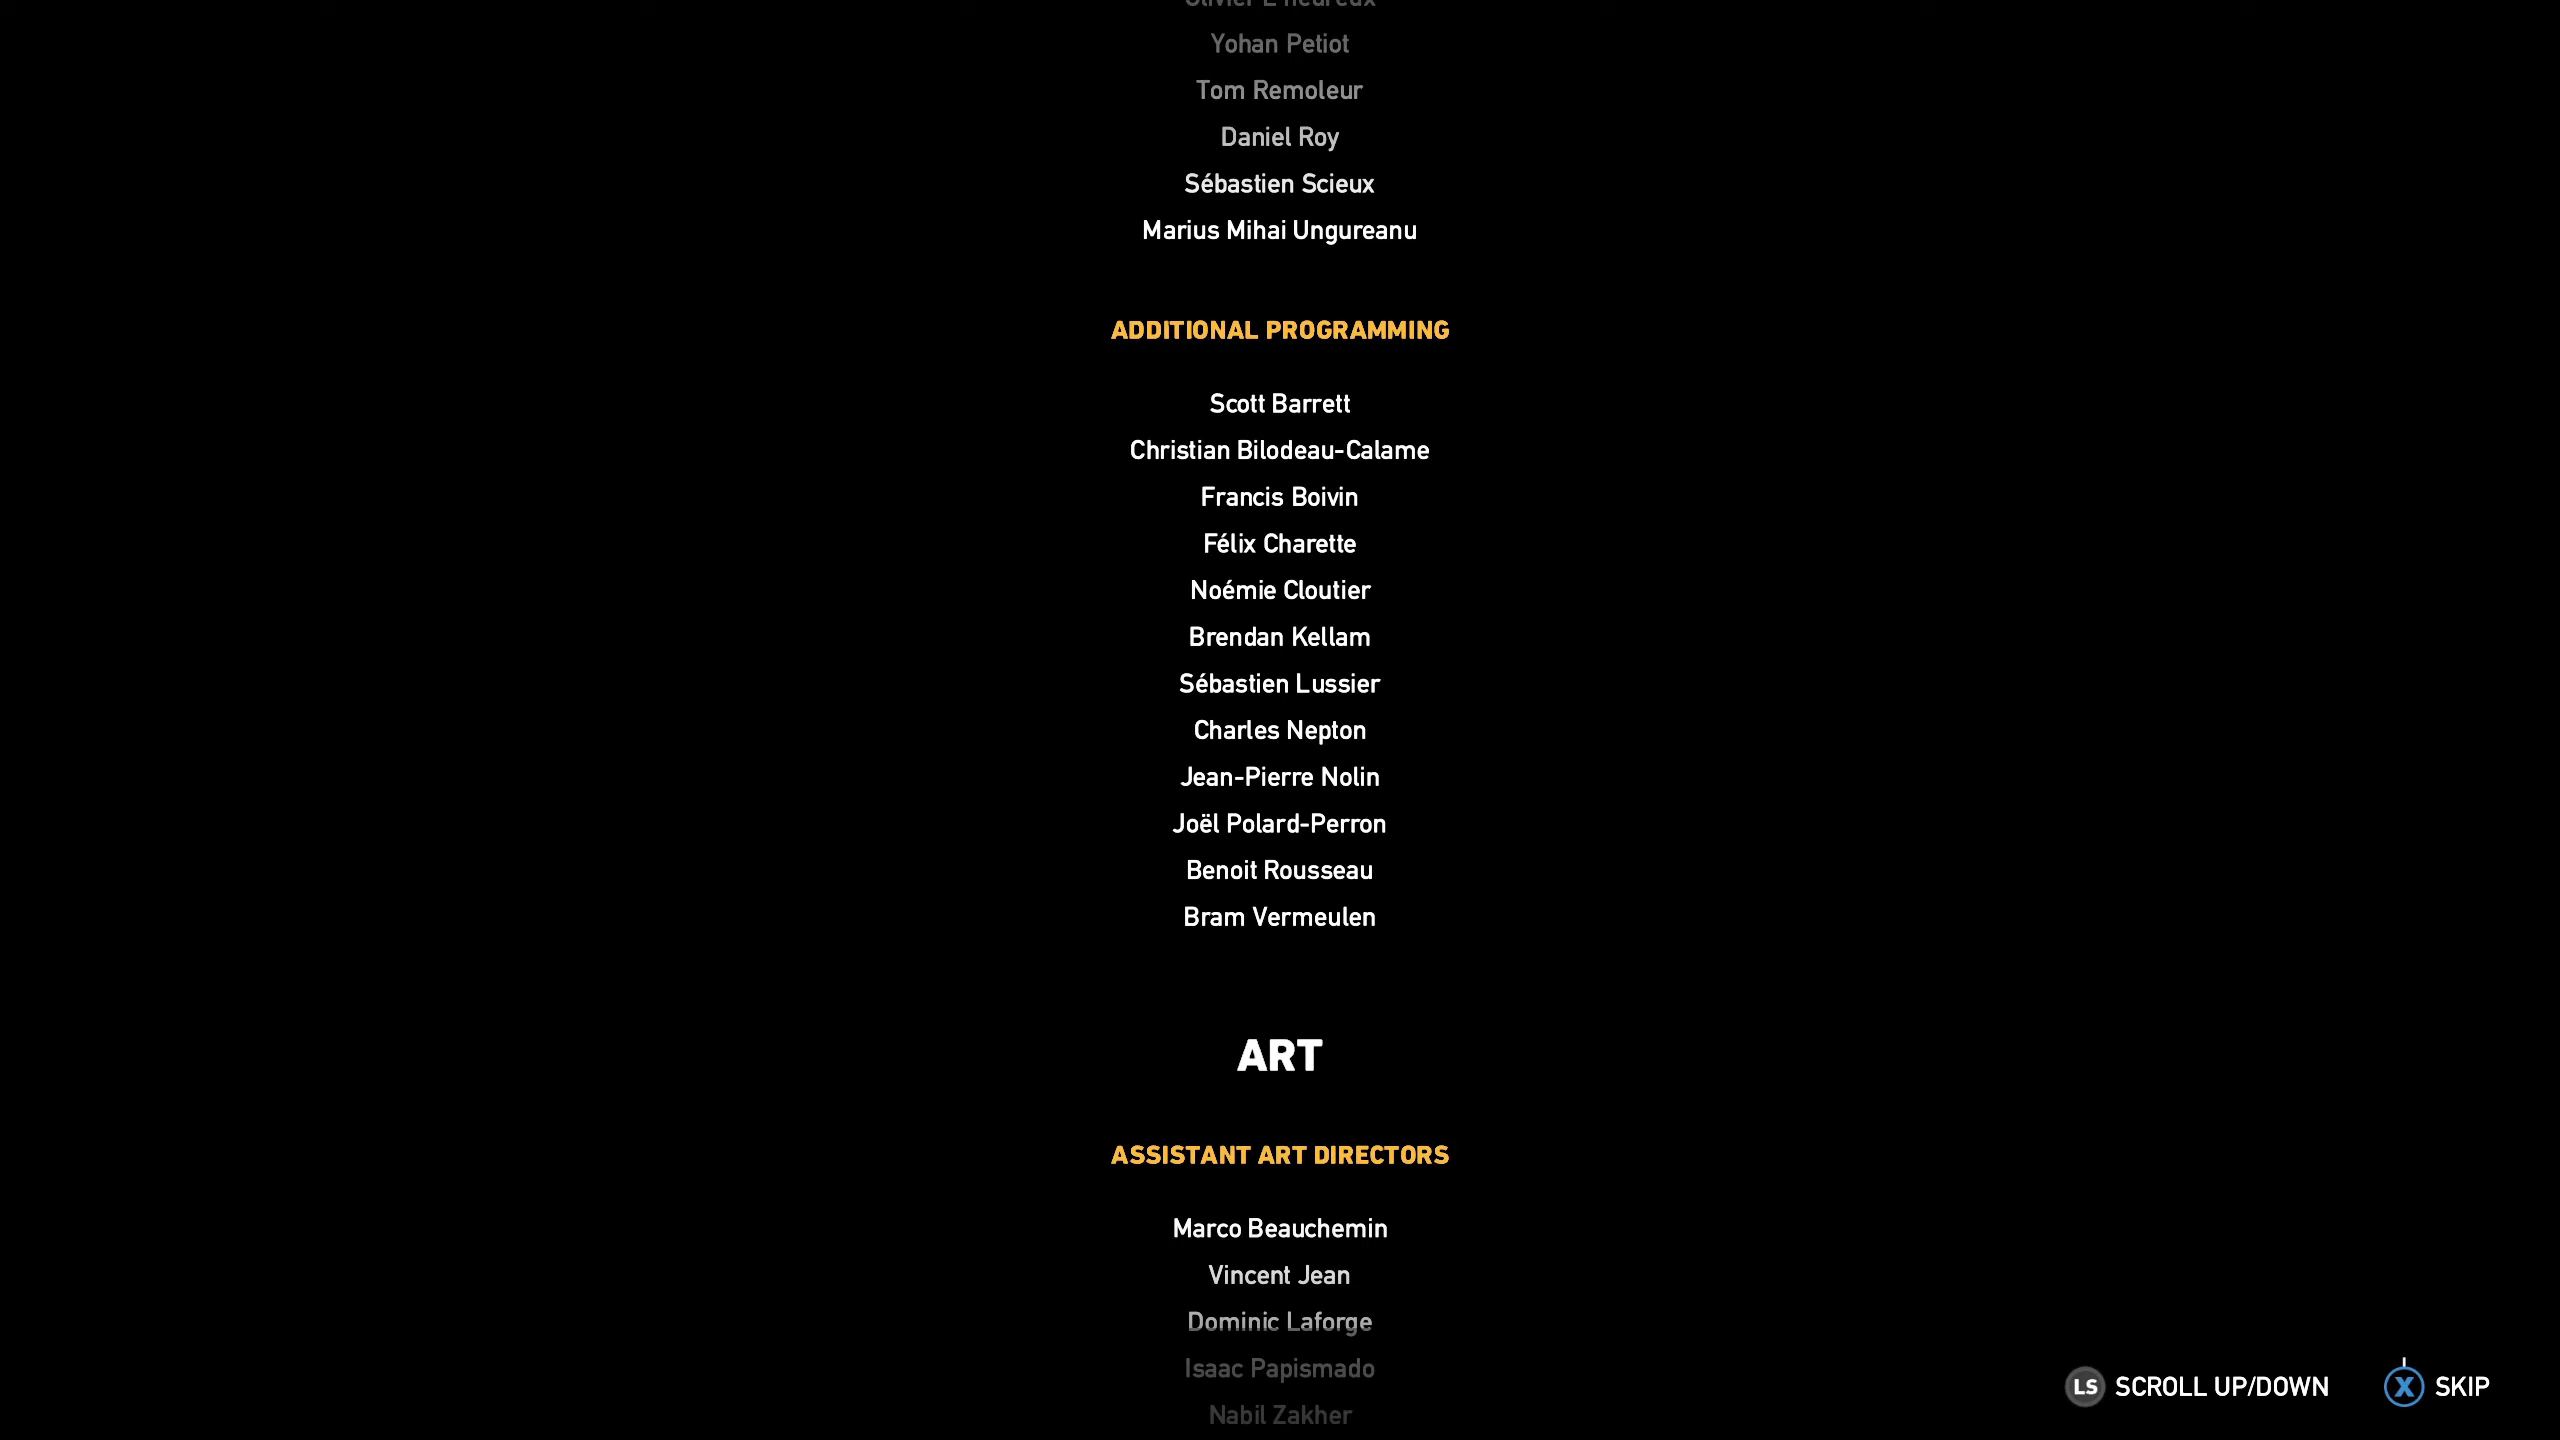 Olivier L'heureux
Yohan Petiot
Tom Remoleur
Daniel Roy
Sébastien Scieux
Marius Mihai Ungureanu
ADDITIONAL PROGRAMMING
Scott Barrett
Christian Bilodeau-Calame
Francis Boivin
Félix Charette
Noémie Cloutier
Brendan Kellam
Sébastien Lussier
Charles Nepton
Jean-Pierre Nolin
Joël Polard-Perron
Benoit Rousseau
Bram Vermeulen
ART
ASSISTANT ART DIRECTORS
Marco Beauchemin
Vincent Jean
Dominic Laforge
Isaac Papismado
Nabil Zakher
LS SCROLL UP/DOWN X SKIP